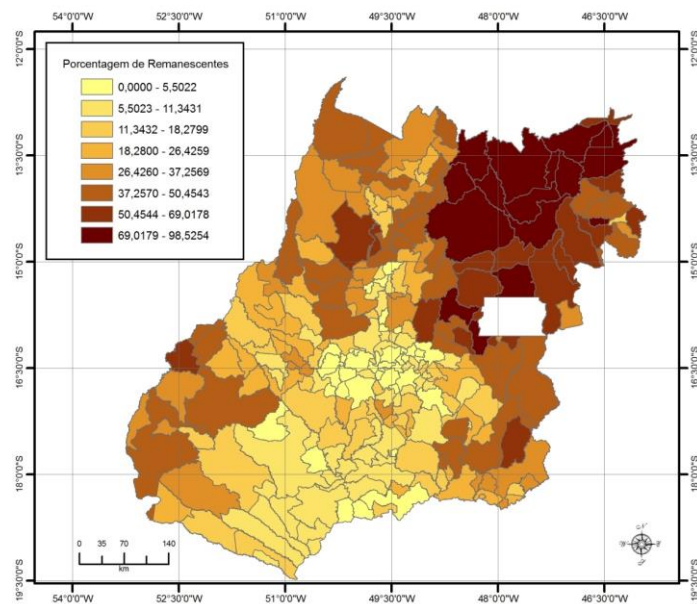 54°0'0"W 52°30'0"W 51°0'0"W 49°30'0"W 48°0'0"W 46°30'0"W
12°0'0"S 12°0'0"S
Porcentagem de Remanescentes
0,0000 - 5,5022
5,5023 - 11,3431
11,3432 - 18,2799
18,2800 - 26,4259
26,4260 - 37,2569
37,2570 - 50,4543
50,4544 - 69,0178
69,0179 - 98,5254
13°30'0"S 13°30'0"S
15°0'0"S 15°0'0"S
16°30'0"S 16°30'0"S
18°0'0"S 18°0'0"S
0 35 70 140
km
19°30'0"S 19°30'0"S
54°0'0"W 52°30'0"W 51°0'0"W 49°30'0"W 48°0'0"W 46°30'0"W